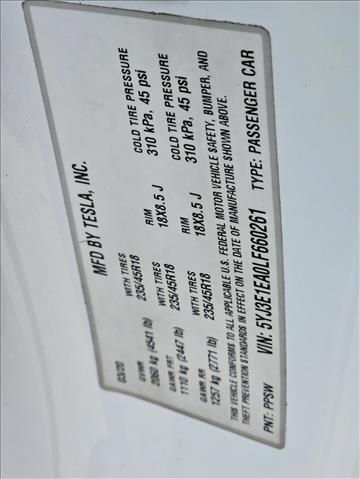 MFD BY TESLA, INC.
03/20
GVWR
2060 kg (4541 lb)
WITH TIRES
235/45R18
RIM
18X8.5 J
COLD TIRE PRESSURE
310 kPa, 45 psi
GAWR FRT
1110 kg (2447 lb)
WITH TIRES
235/45R18
RIM
18X8.5 J
COLD TIRE PRESSURE
310 kPa, 45 psi
GAWR RR
1257 kg (2771 lb)
WITH TIRES
235/45R18
THIS VEHICLE CONFORMS TO ALL APPLICABLE U.S. FEDERAL MOTOR VEHICLE SAFETY, BUMPER, AND
THEFT PREVENTION STANDARDS IN EFFECT ON THE DATE OF MANUFACTURE SHOWN ABOVE.
VIN: 5YJ3E1EA0LF660261 TYPE: PASSENGER CAR
PNT: PPSW